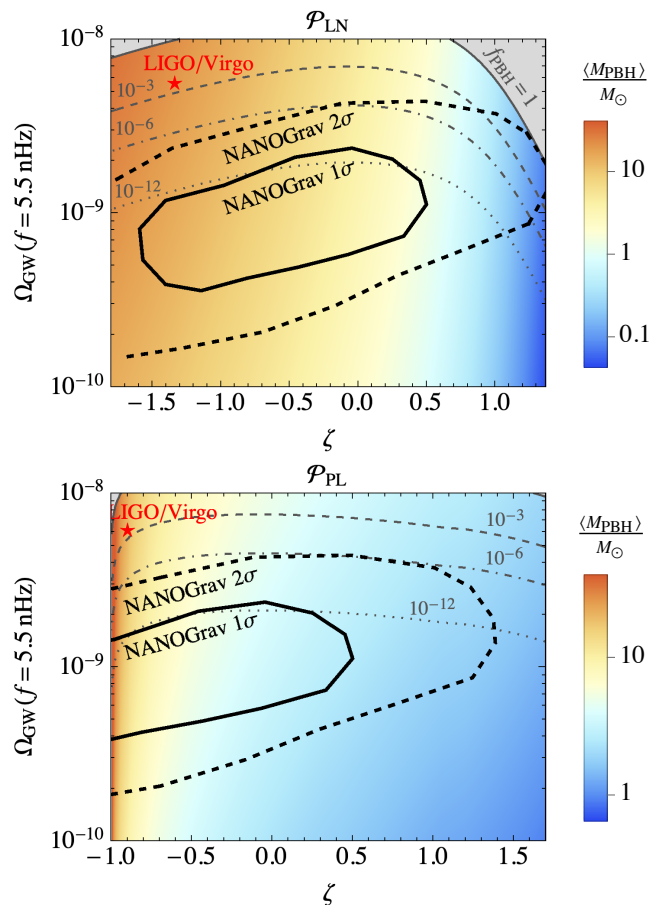 𝒫LN
10⁻⁸
LIGO/Virgo
fPBH = 1
10⁻³
10⁻⁶
NANOGrav 2σ
NANOGrav 1σ
10⁻¹²
10⁻⁹
10⁻¹⁰
ΩGW (f = 5.5 nHz)
-1.5 -1.0 -0.5 0.0 0.5 1.0
ζ
⟨MPBH⟩
M⊙
10
1
0.1
𝒫PL
10⁻⁸
LIGO/Virgo
10⁻³
10⁻⁶
NANOGrav 2σ
NANOGrav 1σ
10⁻¹²
10⁻⁹
10⁻¹⁰
ΩGW (f = 5.5 nHz)
-1.0 -0.5 0.0 0.5 1.0 1.5
ζ
⟨MPBH⟩
M⊙
10
1